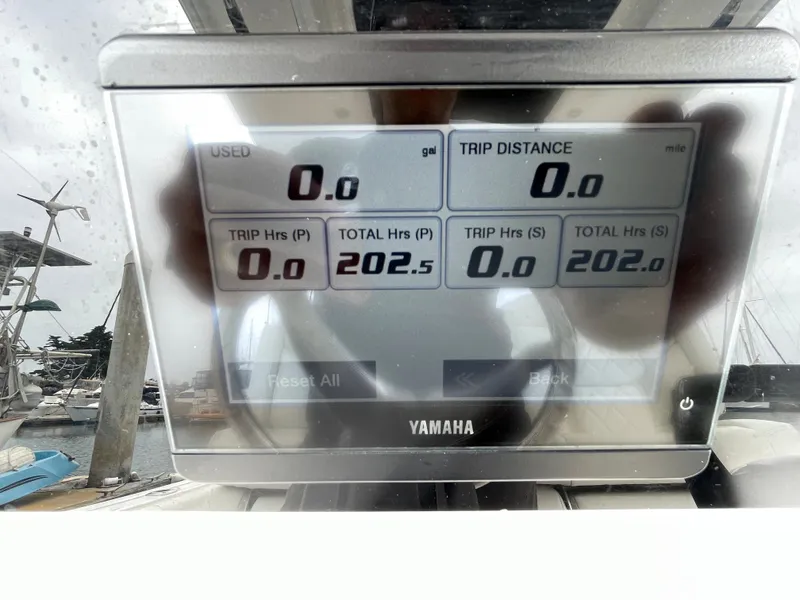 USED gal TRIP DISTANCE mile
0.0 0.0
TRIP Hrs (P) TOTAL Hrs (P) TRIP Hrs (S) TOTAL Hrs (S)
0.0 202.5 0.0 202.0
Reset All Back
YAMAHA